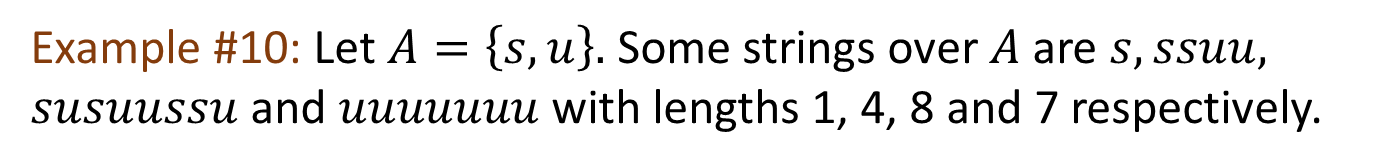 Example #10: Let A = {s, u}. Some strings over A are s, ssuu,
susuussu and uuuuuuu with lengths 1, 4, 8 and 7 respectively.